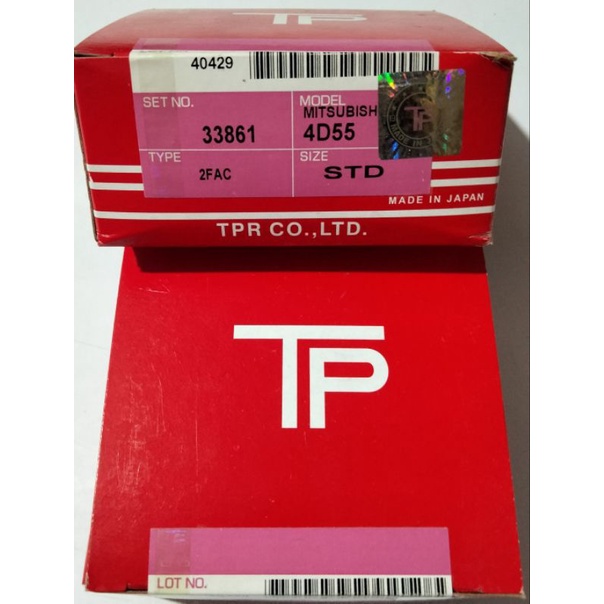 TP
40429
SET NO.
33861
MODEL
MITSUBISH
4D55
TYPE
2FAC
SIZE
STD
TP
MADE IN JAPAN
TPR CO.,LTD.
TP
LOT NO.